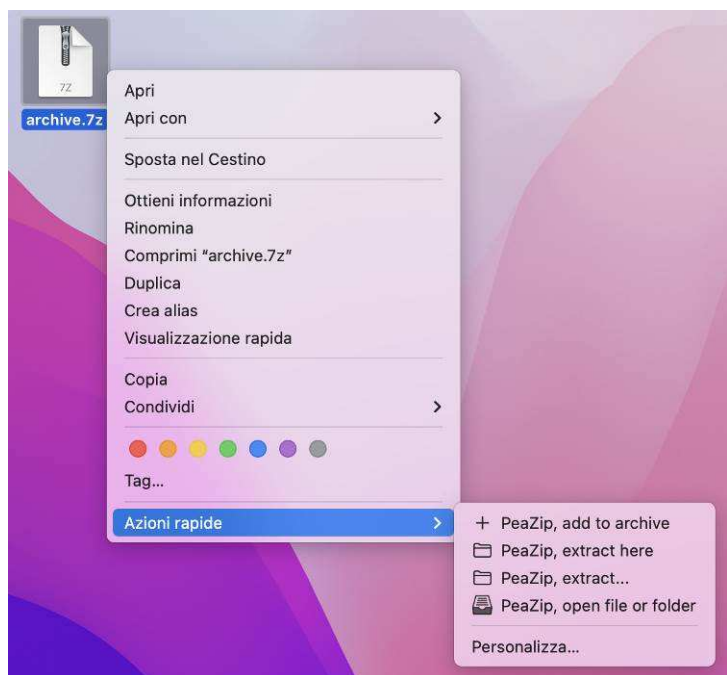 7Z
archive.7z
Apri
Apri con
Sposta nel Cestino
Ottieni informazioni
Rinomina
Comprimi “archive.7z”
Duplica
Crea alias
Visualizzazione rapida
Copia
Condividi
Tag...
Azioni rapide
PeaZip, add to archive
PeaZip, extract here
PeaZip, extract...
PeaZip, open file or folder
Personalizza...